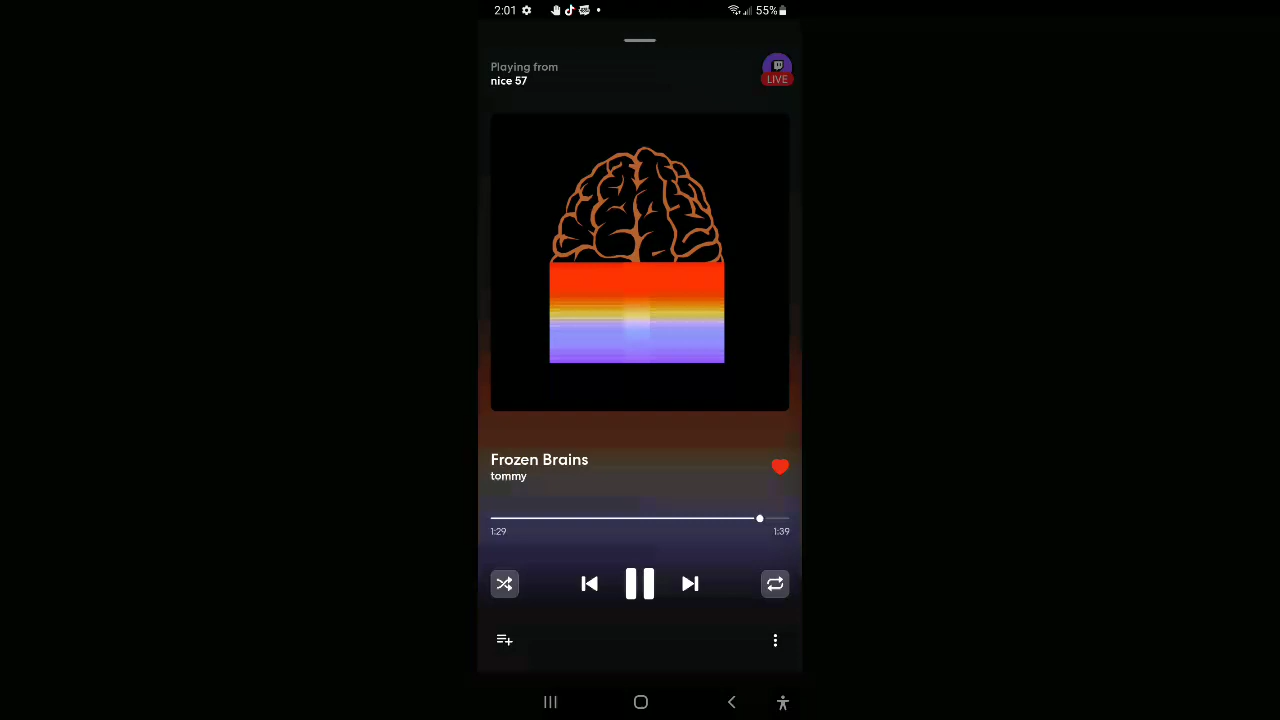 2:01 55%
Playing from
nice 57
LIVE
Frozen Brains
tommy
1:29 1:39